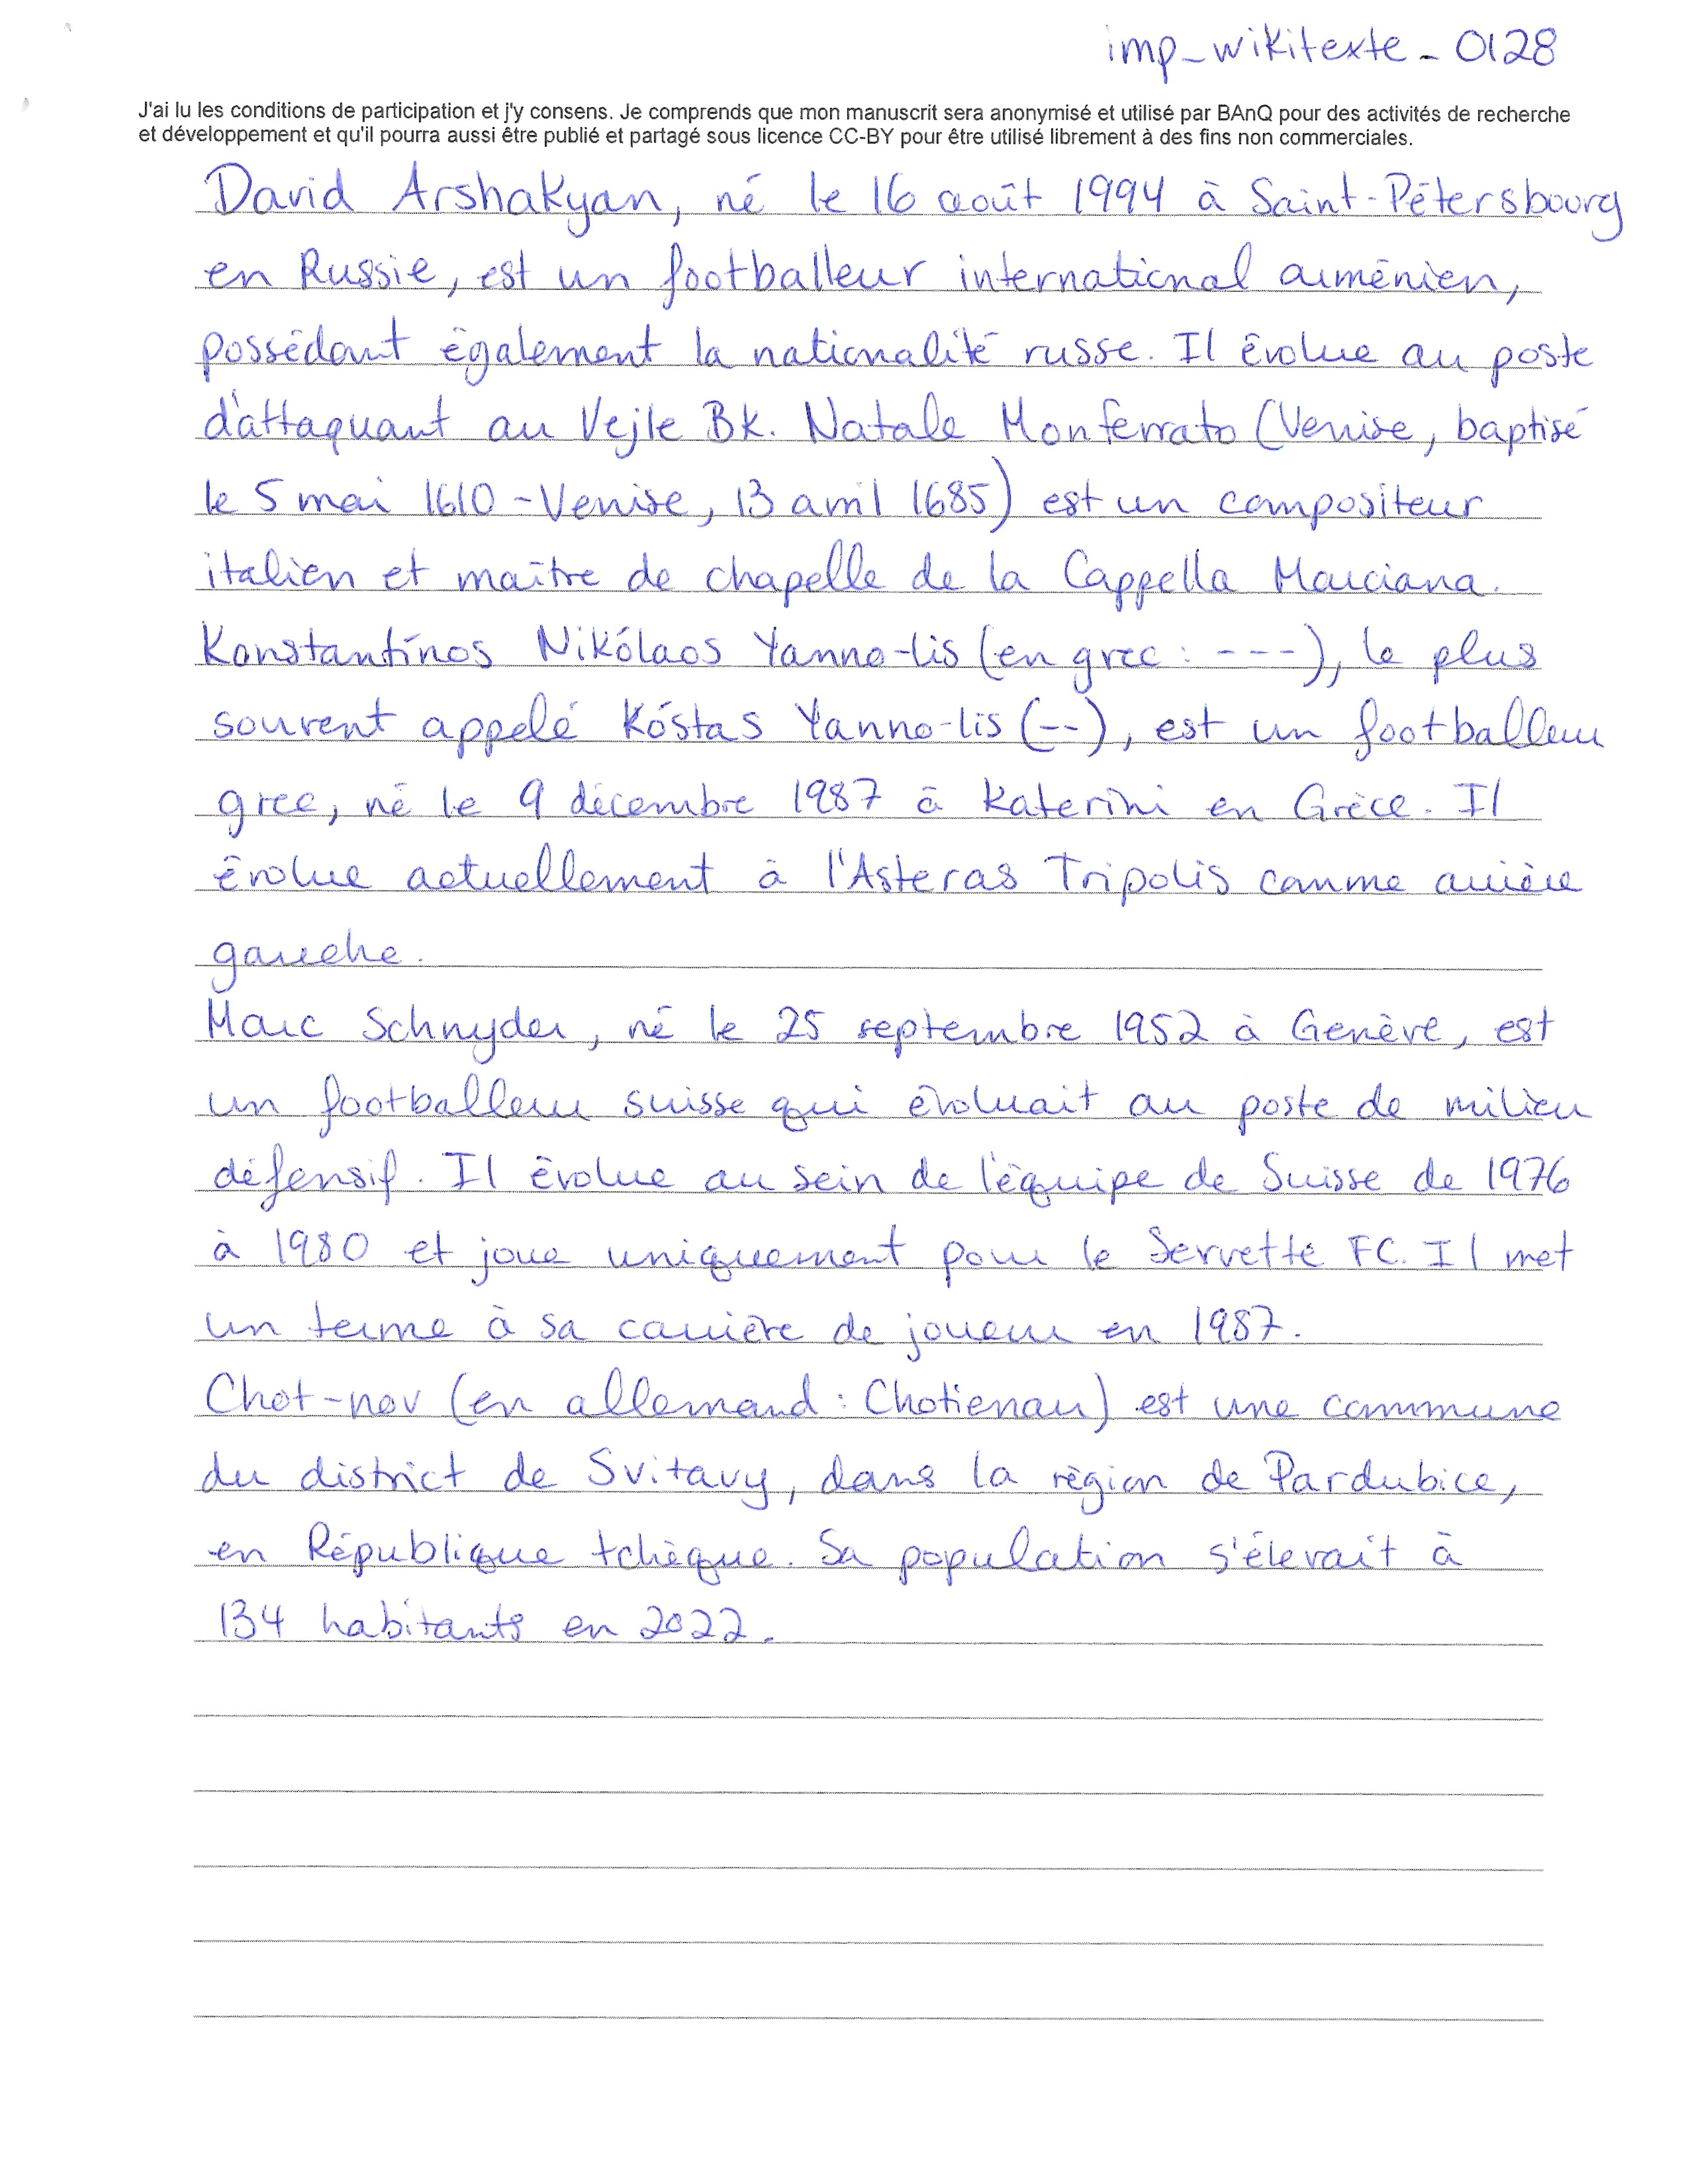 imp_wikitexte_0128
J'ai lu les conditions de participation et j'y consens. Je comprends que mon manuscrit sera anonymisé et utilisé par BAnQ pour des activités de recherche
et développement et qu'il pourra aussi être publié et partagé sous licence CC-BY pour être utilisé librement à des fins non commerciales.
David Arshakyan, né le 16 août 1994 à Saint-Pétersbourg
en Russie, est un footballeur international arménien,
possédant également la nationalité russe. Il évolue au poste
d'attaquant au Vejle BK. Natale Monferrato (Venise, baptisé
le 5 mai 1610 - Venise, 13 avril 1685) est un compositeur
italien et maître de chapelle de la Cappella Marciana.
Konstantínos Nikólaos Yanno-lis (en grec : ---), le plus
souvent appelé Kóstas Yanno-lis (--), est un footballeur
grec, né le 9 décembre 1987 à Kateríni en Grèce. Il
évolue actuellement à l'Asteras Tripolis comme arrière
gauche.
Marc Schnyder, né le 25 septembre 1952 à Genève, est
un footballeur suisse qui évoluait au poste de milieu
défensif. Il évolue au sein de l'équipe de Suisse de 1976
à 1980 et joue uniquement pour le Servette FC. Il met
un terme à sa carrière de joueur en 1987.
Chot-nov (en allemand : Chotienau) est une commune
du district de Svitavy, dans la région de Pardubice,
en République tchèque. Sa population s'élevait à
134 habitants en 2022.